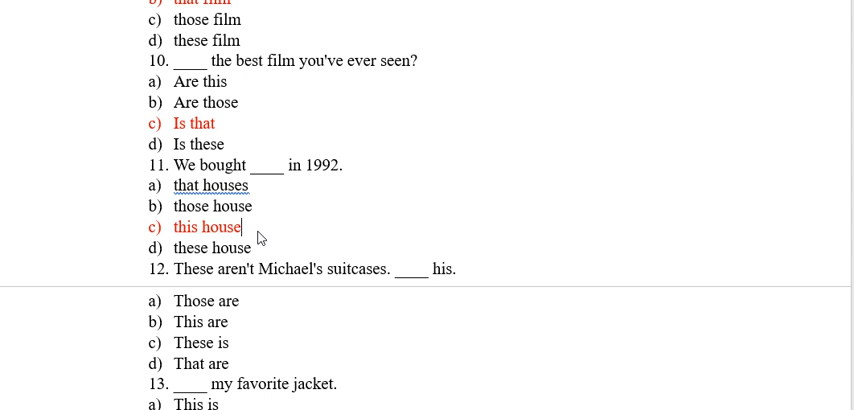 b) that film
c) those film
d) these film
10. ____ the best film you've ever seen?
a) Are this
b) Are those
c) Is that
d) Is these
11. We bought ____ in 1992.
a) that houses
b) those house
c) this house
d) these house
12. These aren't Michael's suitcases. ____ his.
a) Those are
b) This are
c) These is
d) That are
13. ____ my favorite jacket.
a) This is